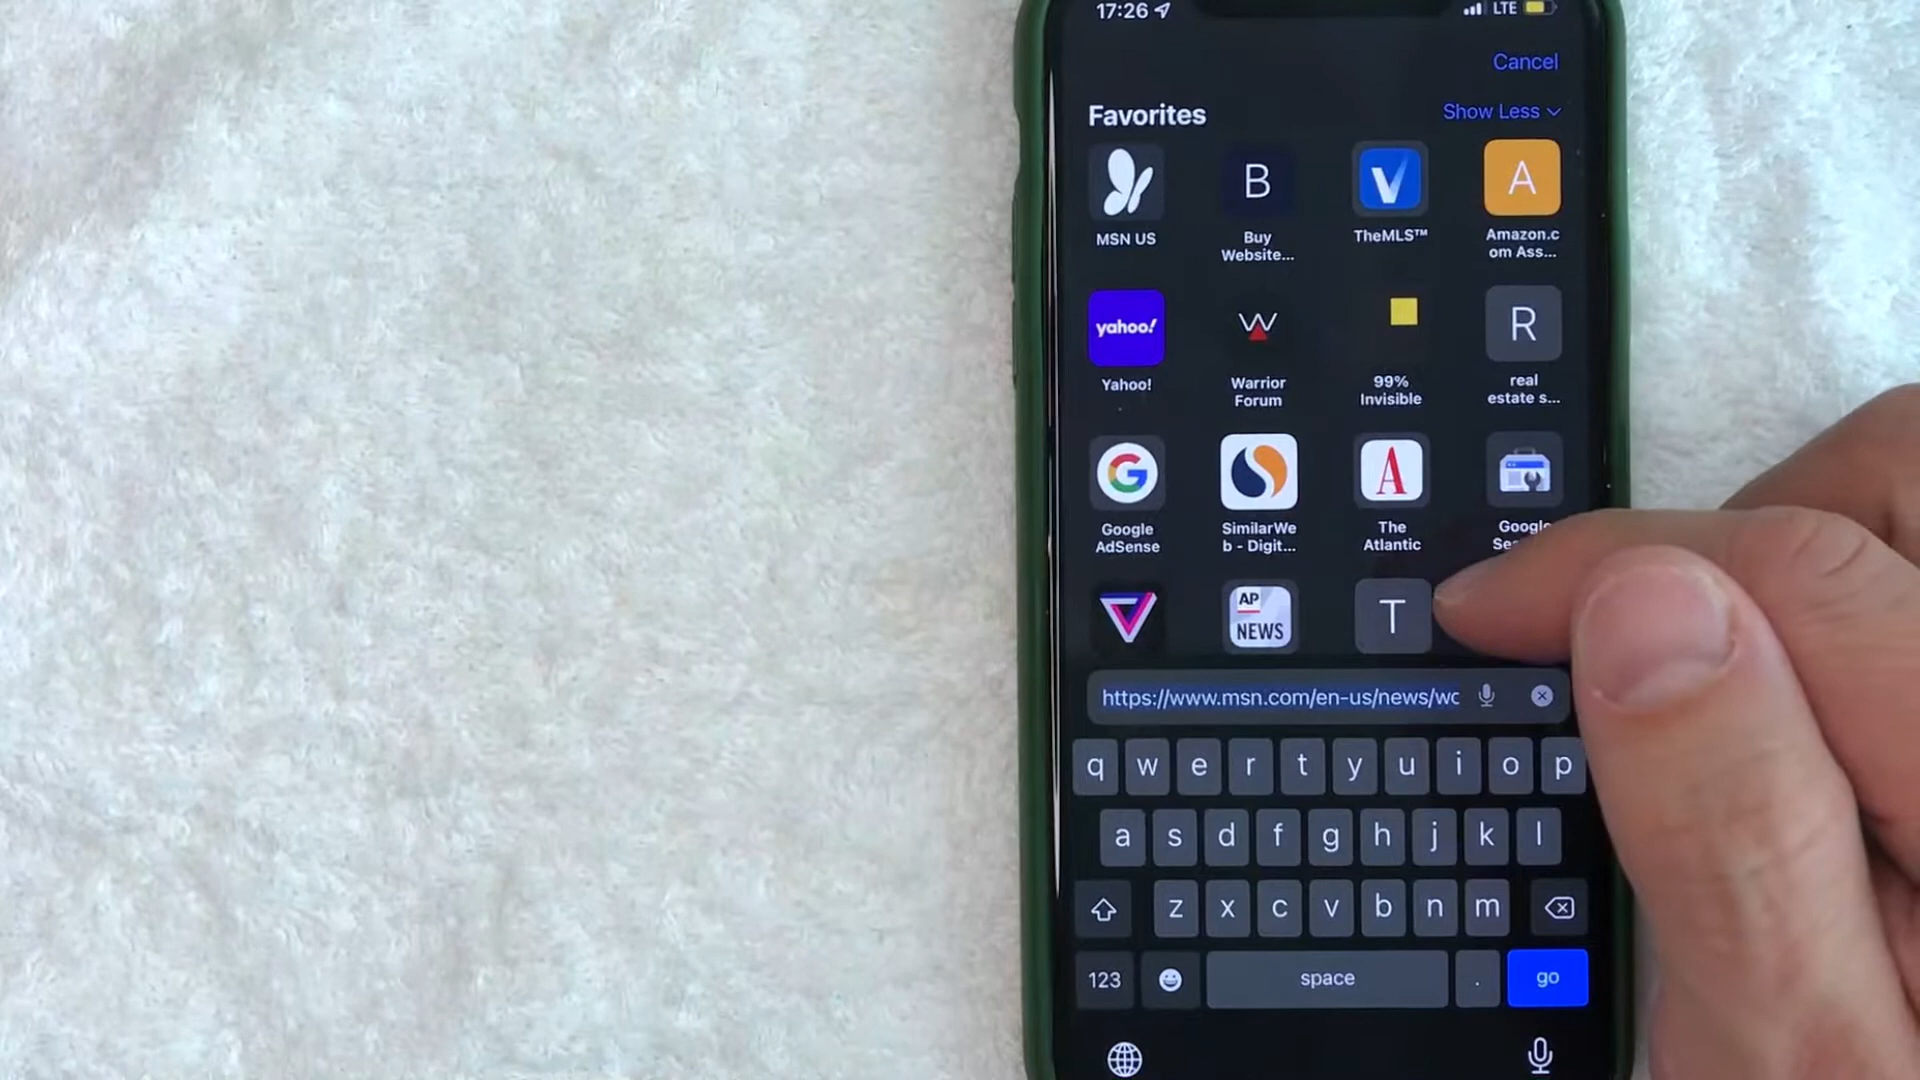 17:26
LTE
Cancel
Favorites
Show Less
B
A
MSN US
Buy
Website...
TheMLS™
Amazon.c
om Ass...
yahoo!
R
Yahoo!
Warrior
Forum
99%
Invisible
real
estate s...
G
A
Google
AdSense
SimilarWe
b - Digit...
The
Atlantic
Google
AP
NEWS
T
https://www.msn.com/en-us/news/wo
q w e r t y u i o p
a s d f g h j k l
z x c v b n m
123
space
.
go